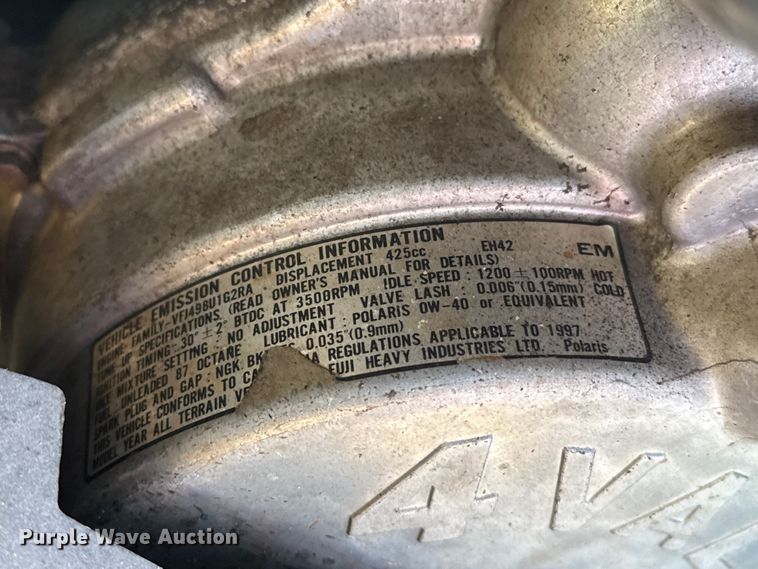 VEHICLE EMISSION CONTROL INFORMATION
ENGINE FAMILY-VFJ498U1G2RA DISPLACEMENT 425cc EH42 EM
TUNE UP SPECIFICATIONS (READ OWNER'S MANUAL FOR DETAILS)
IGNITION TIMING: 30°±2° BTDC AT 3500RPM IDLE SPEED: 1200±100RPM HOT
IDLE MIXTURE SETTING: NO ADJUSTMENT VALVE LASH: 0.006"(0.15mm) COLD
FUEL UNLEADED 87 OCTANE LUBRICANT POLARIS 0W-40 or EQUIVALENT
SPARK PLUG AND GAP: NGK BK 0.035"(0.9mm)
THIS VEHICLE CONFORMS TO CA REGULATIONS APPLICABLE TO 1997
MODEL YEAR ALL TERRAIN VE FUJI HEAVY INDUSTRIES LTD. Polaris
4 VA
Purple Wave Auction